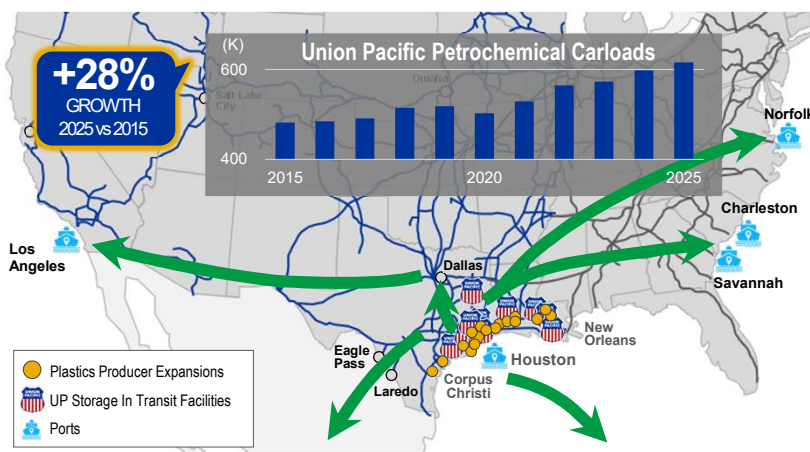 (K)
Union Pacific Petrochemical Carloads
600
400
2015
2020
2025
+28%
GROWTH
2025 vs 2015
Salt Lake
City
Omaha
Norfolk
Charleston
Savannah
Los
Angeles
Dallas
UNION
PACIFIC
New
Orleans
Houston
Eagle
Pass
Laredo
Corpus
Christi
Plastics Producer Expansions
UP Storage In Transit Facilities
Ports